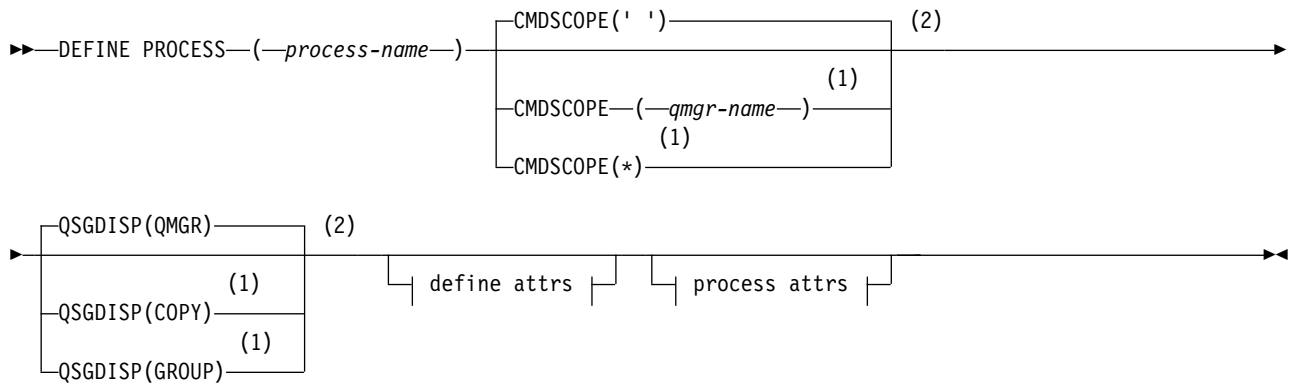 CMDSCOPE(' ') (2)
DEFINE PROCESS ( process-name )
(1)
CMDSCOPE ( qmgr-name )
(1)
CMDSCOPE(*)
QSGDISP(QMGR) (2)
define attrs process attrs
(1)
QSGDISP(COPY)
(1)
QSGDISP(GROUP)